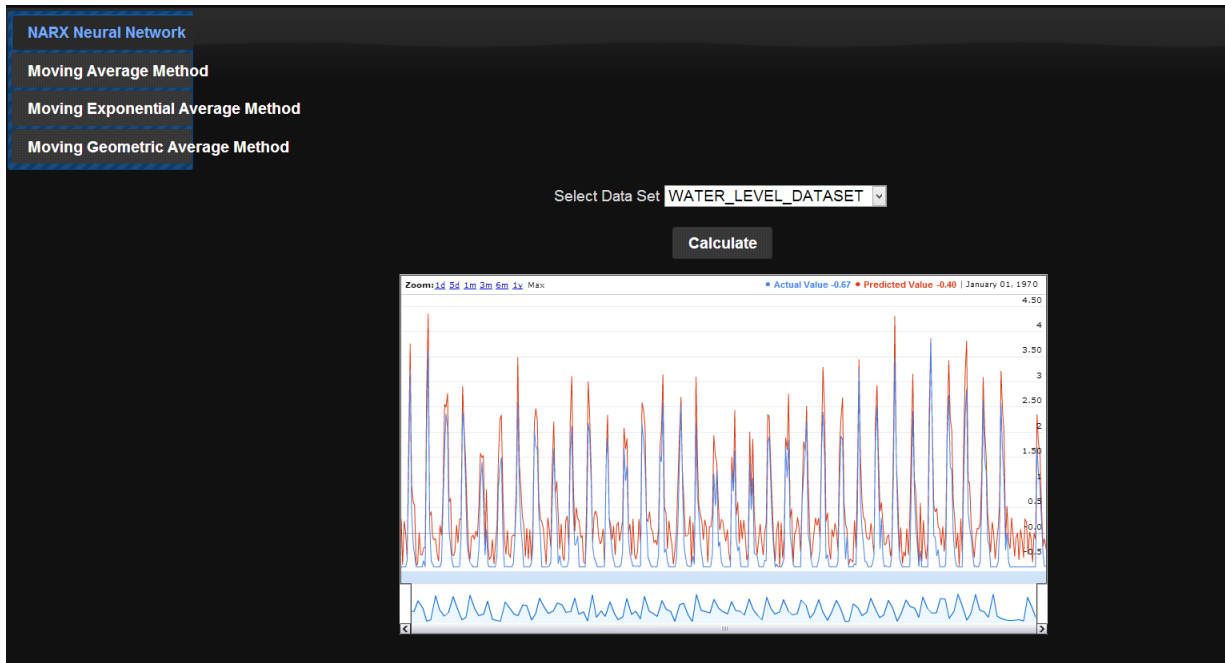 NARX Neural Network
Moving Average Method
Moving Exponential Average Method
Moving Geometric Average Method
Select Data Set WATER_LEVEL_DATASET
Calculate
Zoom: 1d 5d 1m 3m 6m 1y Max ● Actual Value -0.67 ● Predicted Value -0.40 | January 01, 1970
4.50
4
3.50
3
2.50
2
1.50
1
0.5
0.0
-0.5